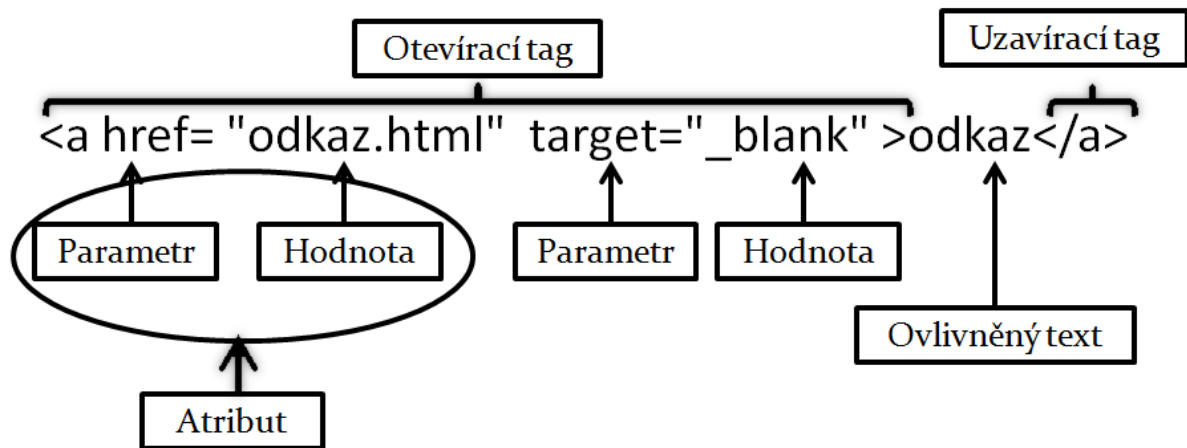 Otevírací tag
Uzavírací tag
<a href= "odkaz.html"  target="_blank" >odkaz</a>
Parametr
Hodnota
Parametr
Hodnota
Ovlivněný text
Atribut